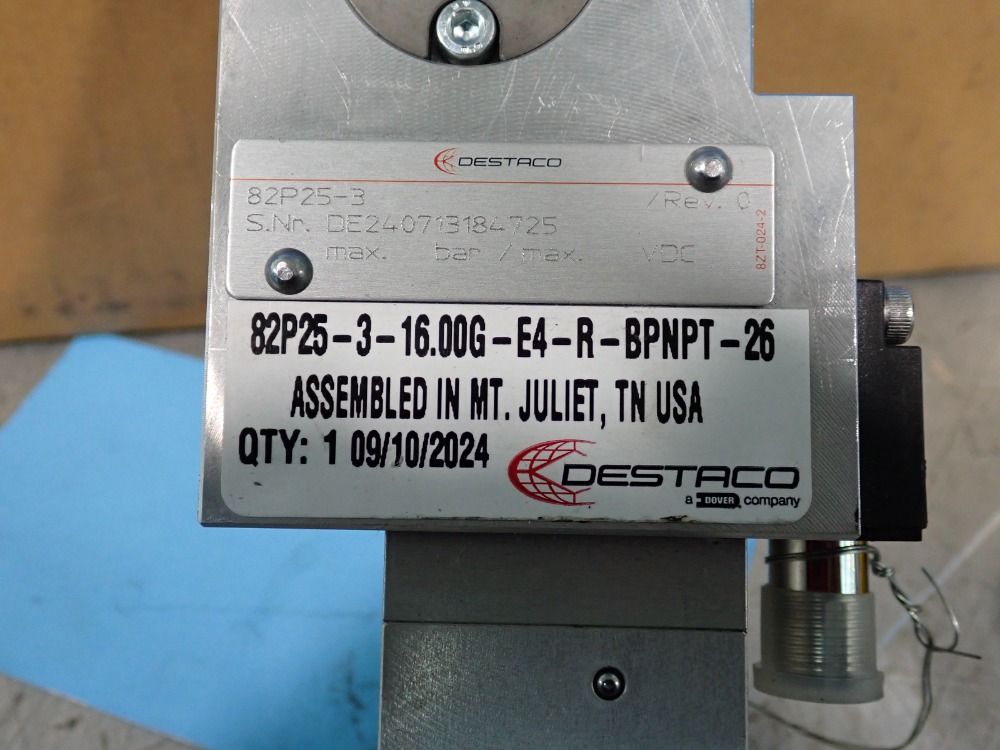 DESTACO
82P25-3 /Rev. 0
S.Nr. DE240713184725
max. bar / max. VDC
8ZT-024-2
82P25-3-16.00G-E4-R-BPNPT-26
ASSEMBLED IN MT. JULIET, TN USA
QTY: 1 09/10/2024
DESTACO
a DOVER company